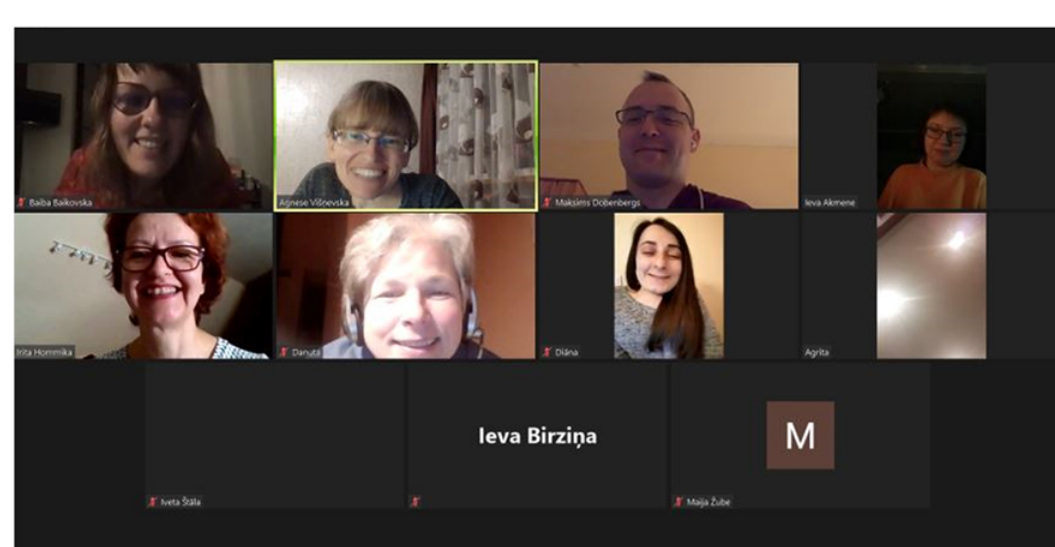 Baiba Baikovska
Agnese Višņevska
Maksims Dobenbergs
Ieva Akmene
Irita Hommika
Danuta
Diāna
Agrita
Iveta Štāla
Ieva Birziņa
M
Maija Žube